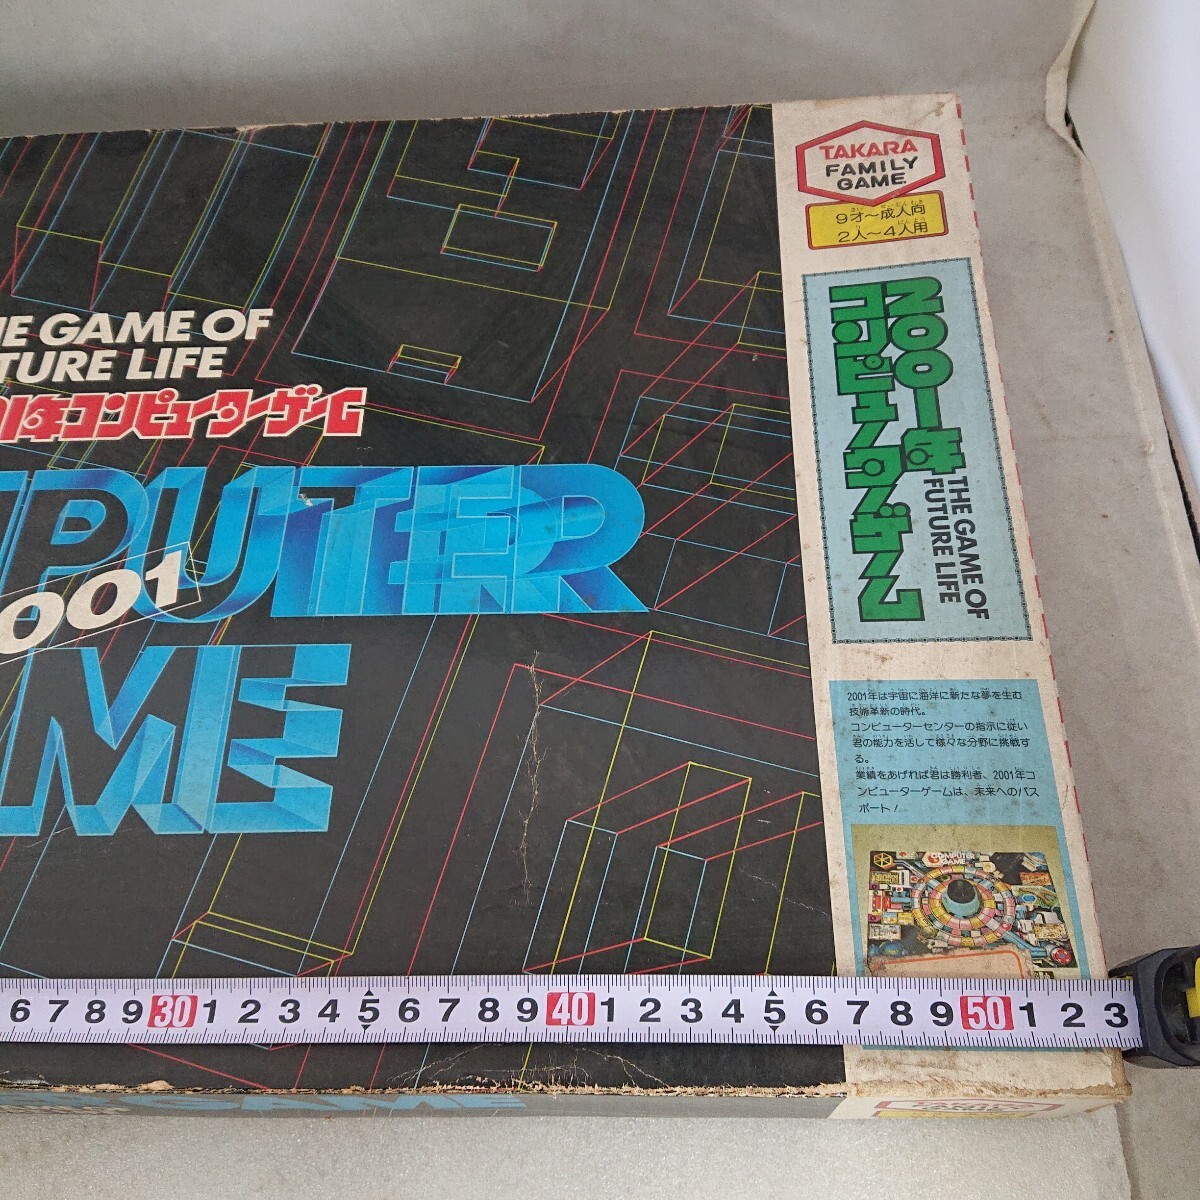 HE GAME OF
TURE LIFE
01年コンピューターゲーム
PUTER
001
ME
TAKARA
FAMILY
GAME.
9才〜成人向
2人〜4人用
2001年
コンピューターゲーム
THE GAME OF
FUTURE LIFE
2001年は宇宙に海洋に新たな夢を生む
技術革新の時代。
コンピューターセンターの指示に従い
君の能力を活して様々な分野に挑戦す
る。
業績をあげれば君は勝利者、2001年コ
ンピューターゲームは、未来へのパス
ポート!
COMPUTER
GAME
6 7 8 9 30 1 2 3 4 5 6 7 8 9 40 1 2 3 4 5 6 7 8 9 50 1 2 3
GAME